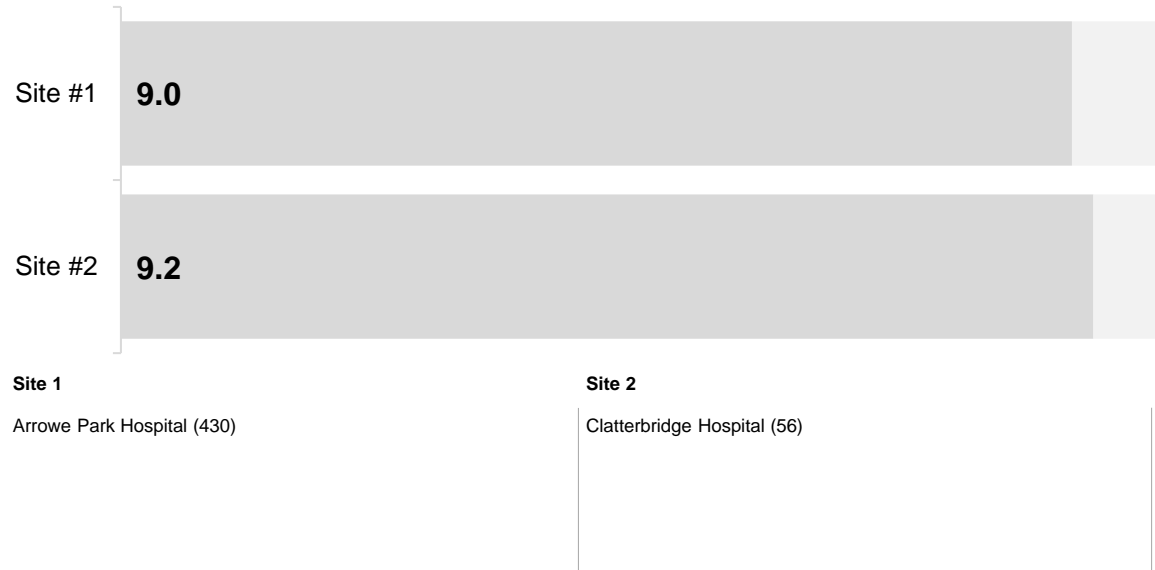 Site #1
9.0
Site #2
9.2
Site 1
Site 2
Arrowe Park Hospital (430)
Clatterbridge Hospital (56)